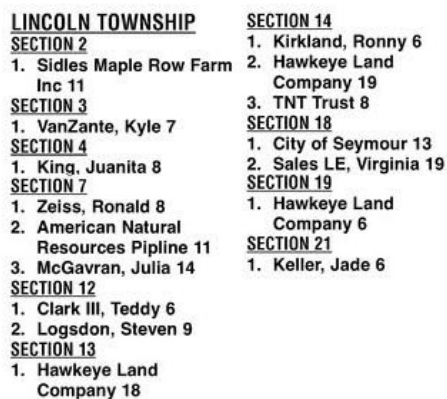 LINCOLN TOWNSHIP
SECTION 2
1. Sidles Maple Row Farm
Inc 11
SECTION 3
1. VanZante, Kyle 7
SECTION 4
1. King, Juanita 8
SECTION 7
1. Zeiss, Ronald 8
2. American Natural
Resources Pipline 11
3. McGavran, Julia 14
SECTION 12
1. Clark III, Teddy 6
2. Logsdon, Steven 9
SECTION 13
1. Hawkeye Land
Company 18
SECTION 14
1. Kirkland, Ronny 6
2. Hawkeye Land
Company 19
3. TNT Trust 8
SECTION 18
1. City of Seymour 13
2. Sales LE, Virginia 19
SECTION 19
1. Hawkeye Land
Company 6
SECTION 21
1. Keller, Jade 6